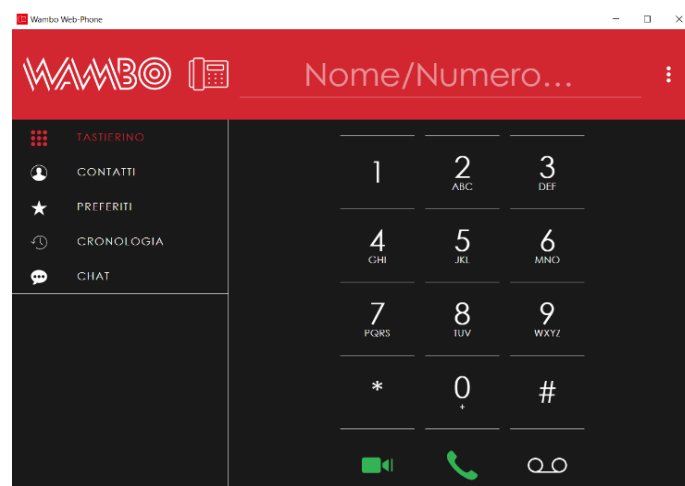 Wambo Web-Phone
WAMBO
Nome/Numero...
TASTIERINO
CONTATTI
PREFERITI
CRONOLOGIA
CHAT
1 2 3
ABC DEF
4 5 6
GHI JKL MNO
7 8 9
PQRS TUV WXYZ
* 0 #
+